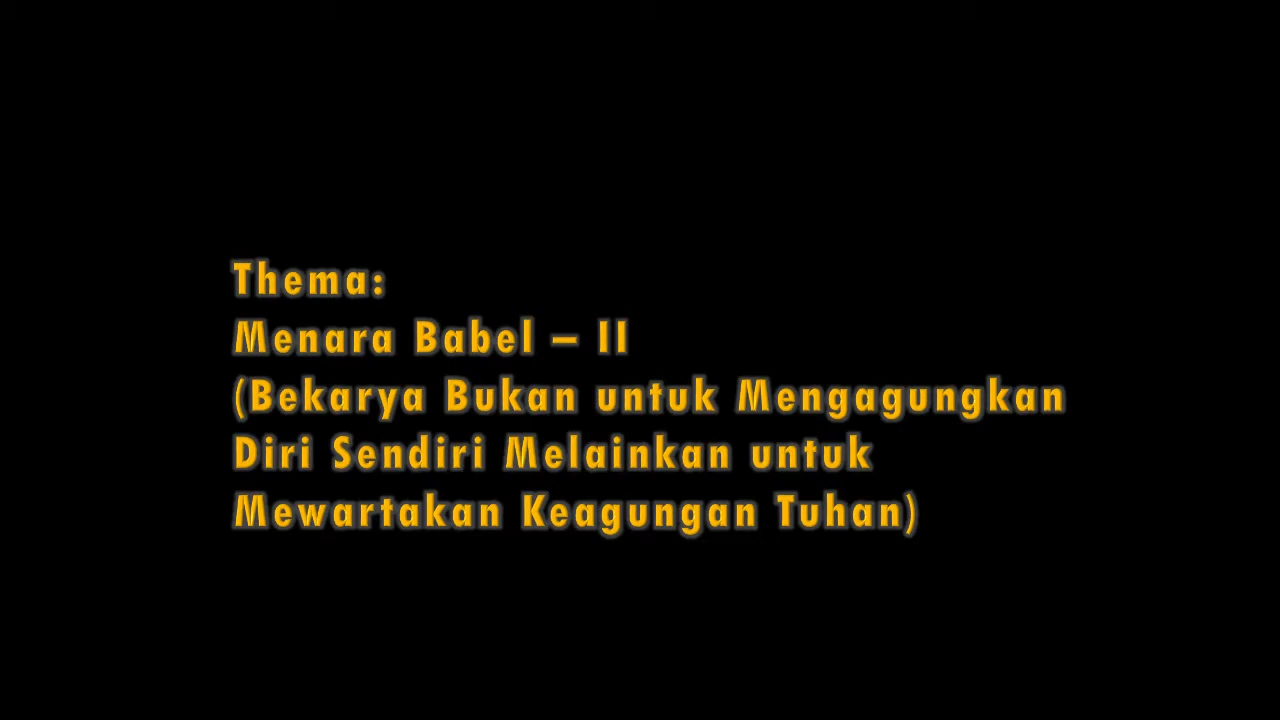 Thema:
Menara Babel – II
(Bekarya Bukan untuk Mengagungkan
Diri Sendiri Melainkan untuk
Mewartakan Keagungan Tuhan)